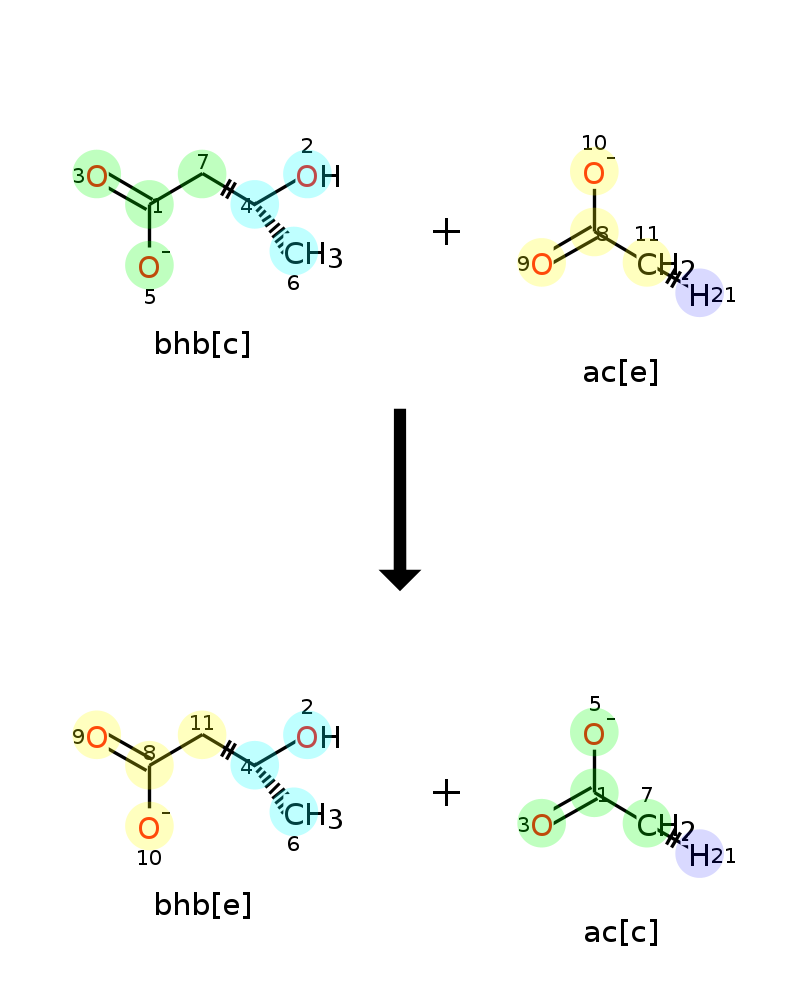 10
2
7 O⁻
3O OH 11
1 4 + 8
O⁻ CH3 9O CH2
5 6 H21
bhb[c]
ac[e]
2 5
11 O⁻
9O OH 7
8 4 + 1
O⁻ CH3 3O CH2
10 6 H21
bhb[e]
ac[c]